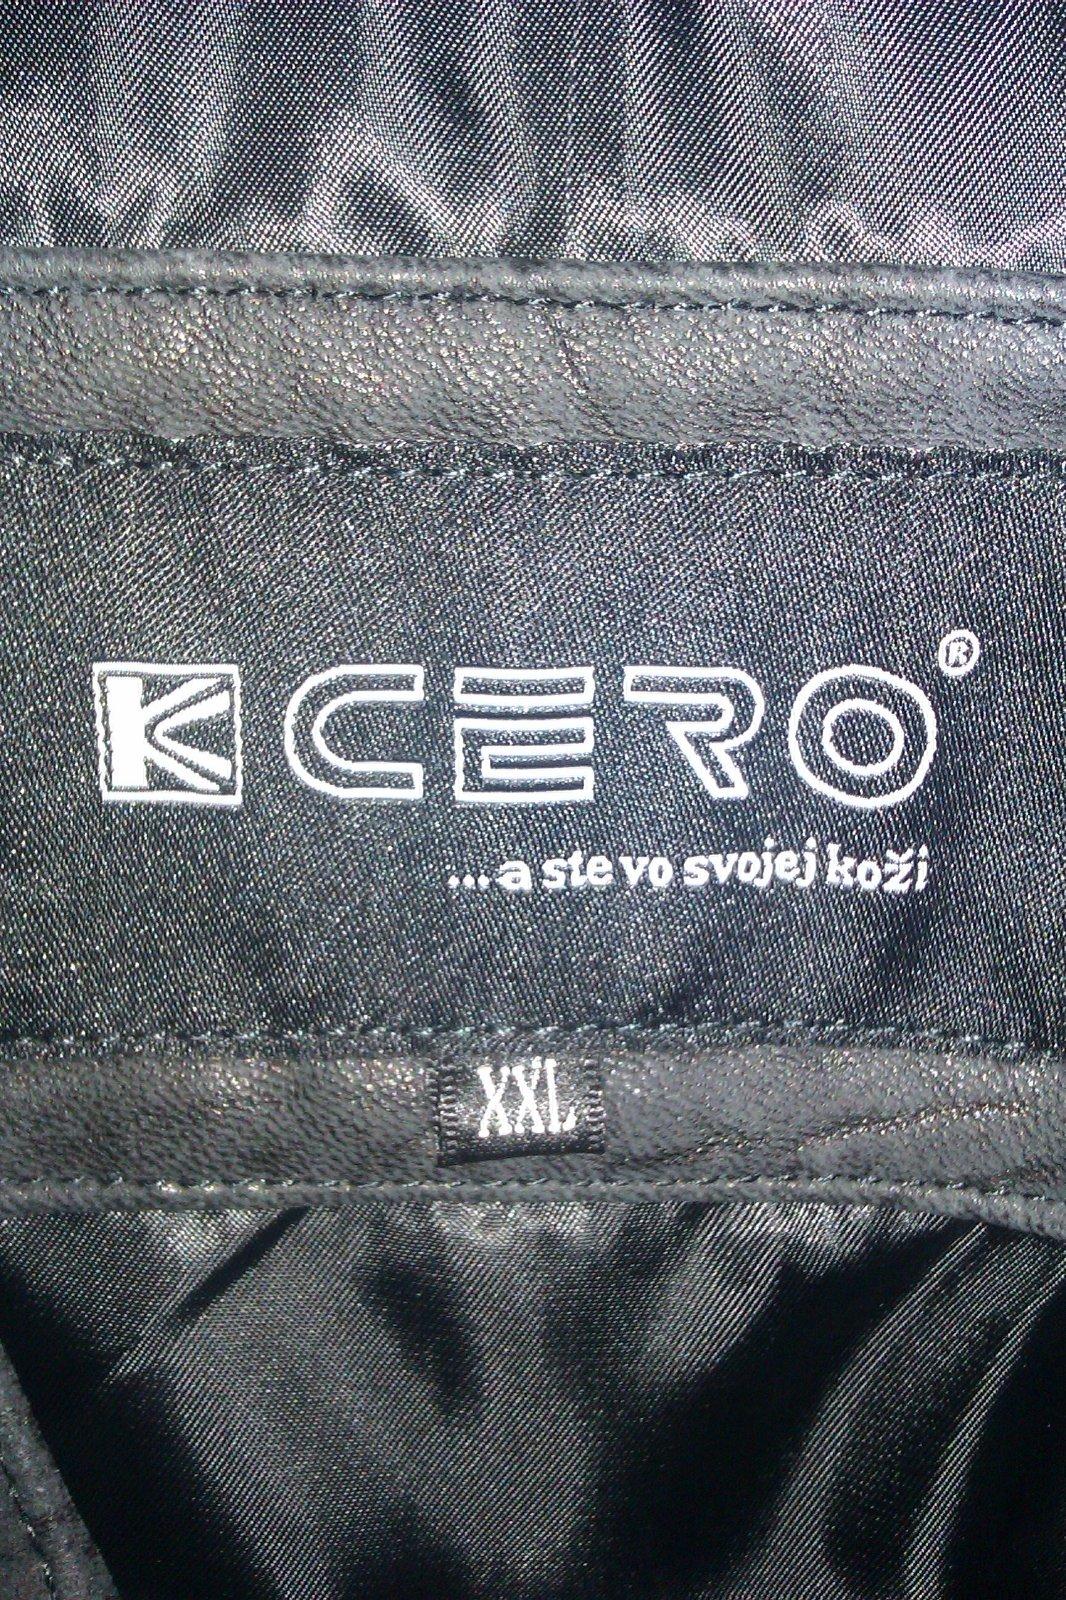 K CERO ®
...a ste vo svojej koži
XXL